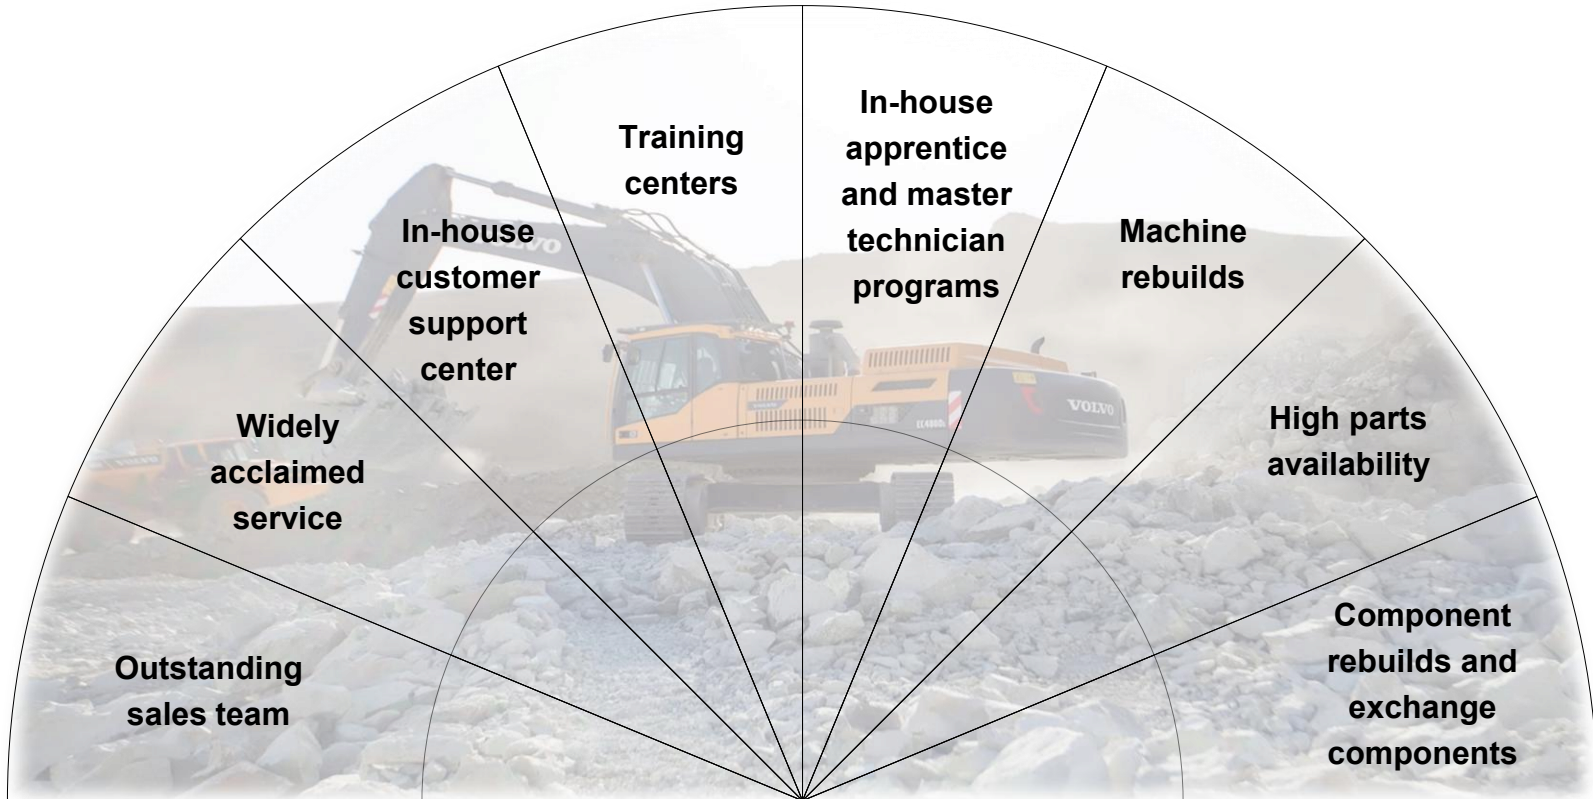 Outstanding
sales team
Widely
acclaimed
service
In-house
customer
support
center
Training
centers
In-house
apprentice
and master
technician
programs
Machine
rebuilds
High parts
availability
Component
rebuilds and
exchange
components
VOLVO
VOLVO